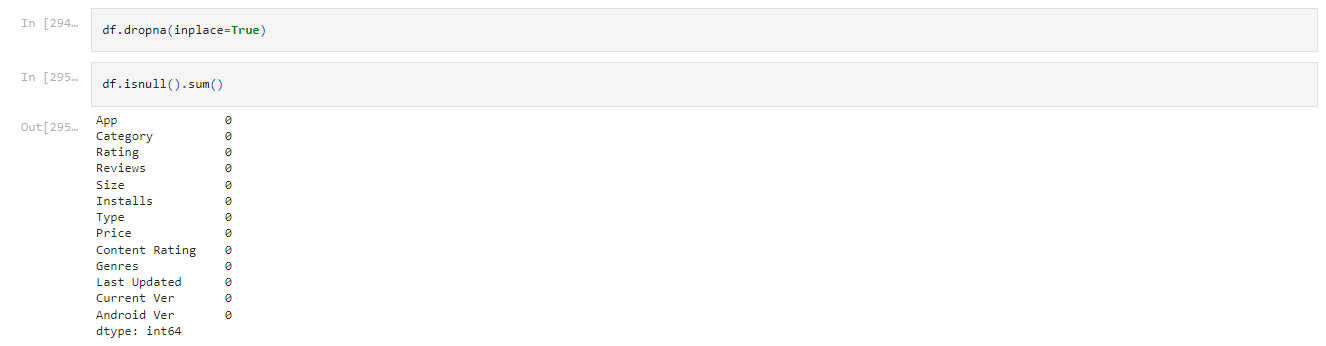 In [294…
df.dropna(inplace=True)
In [295…
df.isnull().sum()
Out[295…
App 0
Category 0
Rating 0
Reviews 0
Size 0
Installs 0
Type 0
Price 0
Content Rating 0
Genres 0
Last Updated 0
Current Ver 0
Android Ver 0
dtype: int64